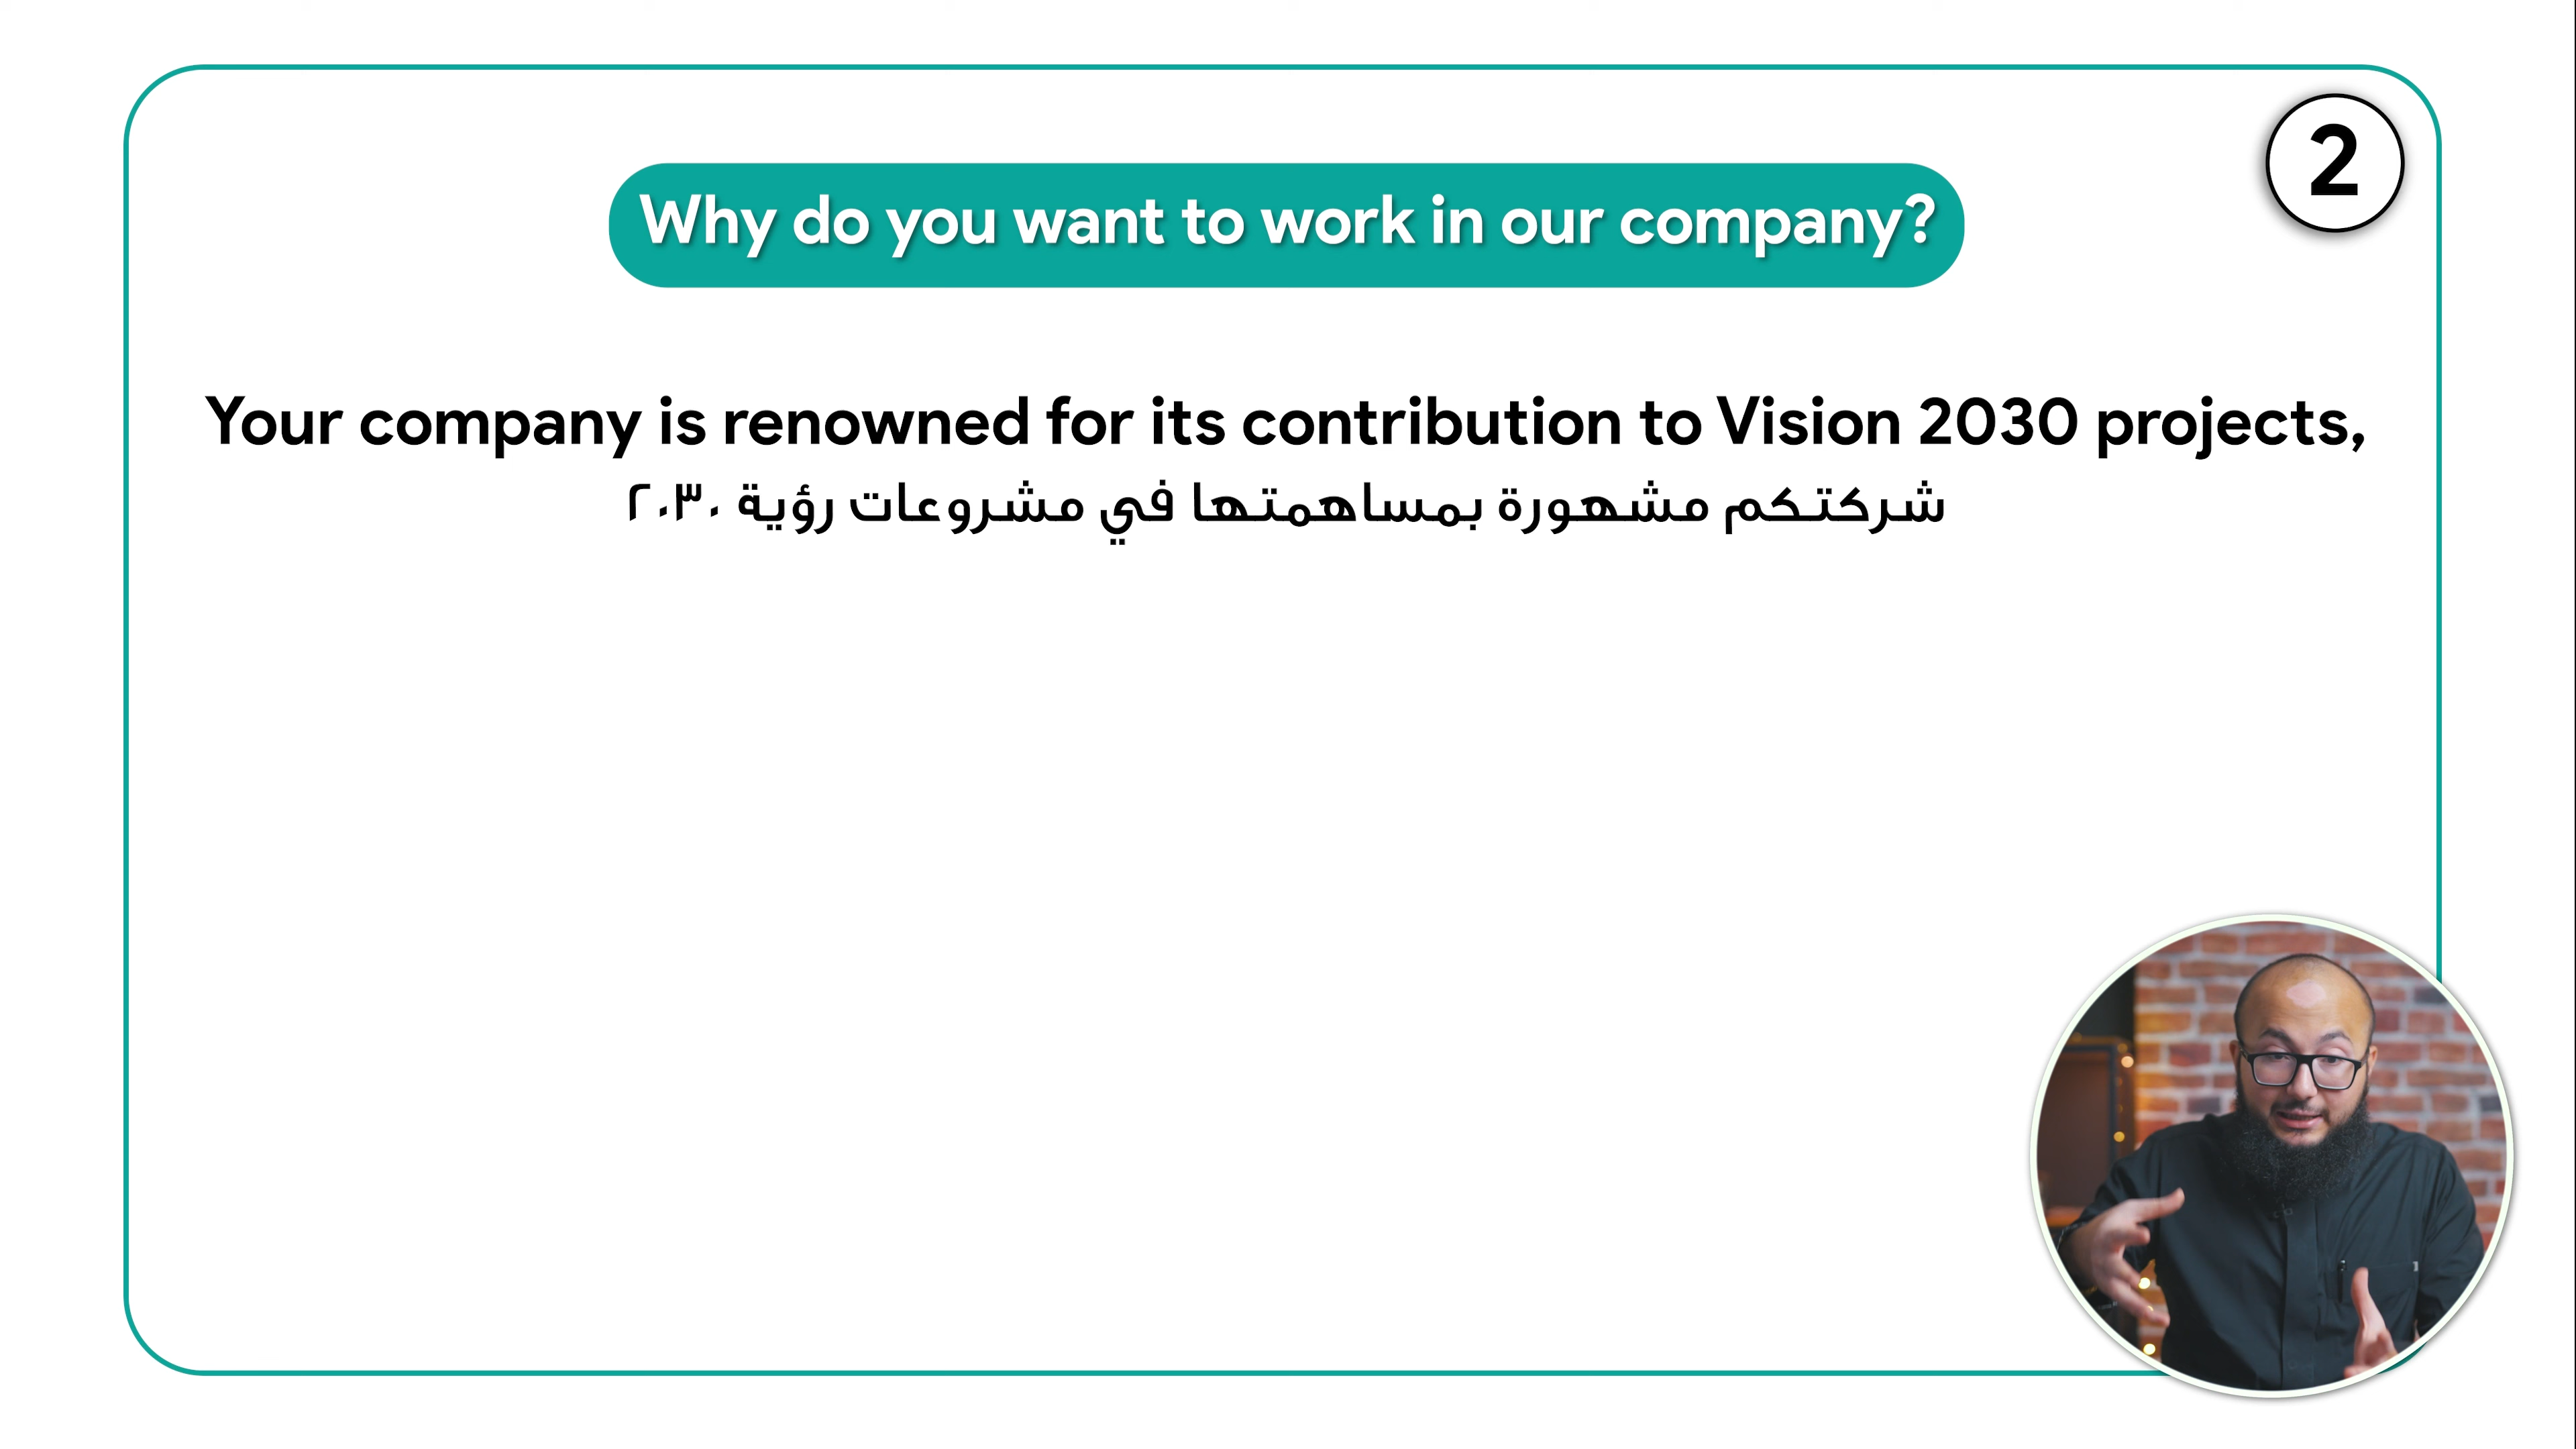 2
Why do you want to work in our company?
Your company is renowned for its contribution to Vision 2030 projects,
شركتكم مشهورة بمساهمتها في مشروعات رؤية ٢٠٣٠